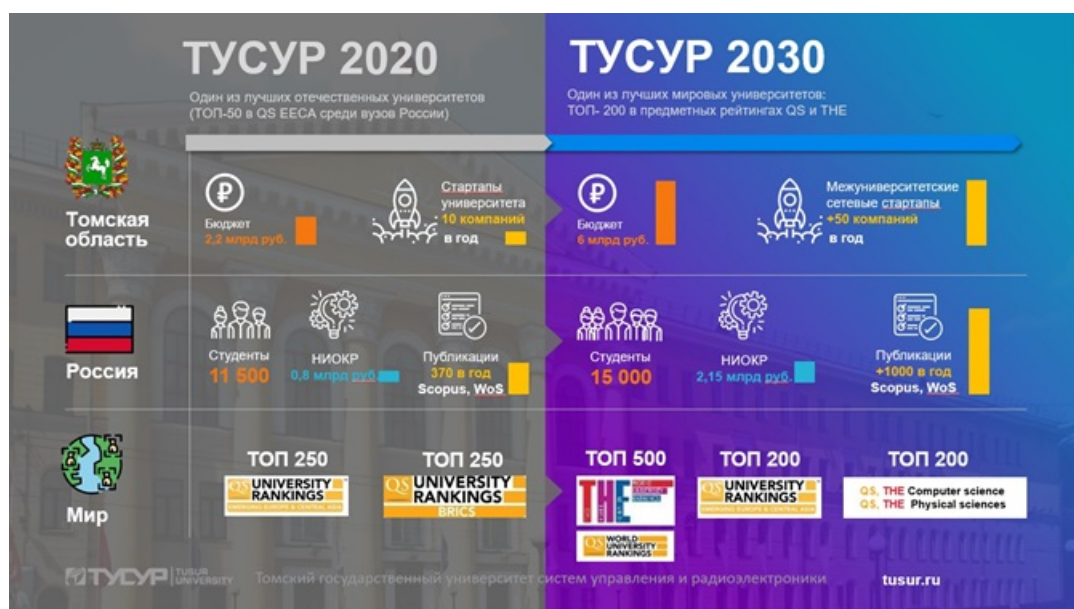 ТУСУР 2020
Один из лучших отечественных университетов
(ТОП-50 в QS EECA среди вузов России)
ТУСУР 2030
Один из лучших мировых университетов:
ТОП- 200 в предметных рейтингах QS и THE
Томская
область
Бюджет
2,2 млрд руб.
Стартапы
университета
10 компаний
в год
Бюджет
6 млрд руб.
Межуниверситетские
сетевые стартапы
+50 компаний
в год
Россия
Студенты
11 500
НИОКР
0,8 млрд руб.
Публикации
370 в год
Scopus, WoS
Студенты
15 000
НИОКР
2,15 млрд руб.
Публикации
+1000 в год
Scopus, WoS
Мир
ТОП 250
QS UNIVERSITY
RANKINGS
EMERGING EUROPE & CENTRAL ASIA
ТОП 250
QS UNIVERSITY
RANKINGS
BRICS
ТОП 500
THE
WORLD
UNIVERSITY
RANKINGS
QS WORLD
UNIVERSITY
RANKINGS
ТОП 200
QS UNIVERSITY
RANKINGS
EMERGING EUROPE & CENTRAL ASIA
ТОП 200
QS, THE Computer science
QS, THE Physical sciences
ТУСУР TUSUR
UNIVERSITY
Томский государственный университет систем управления и радиоэлектроники
tusur.ru